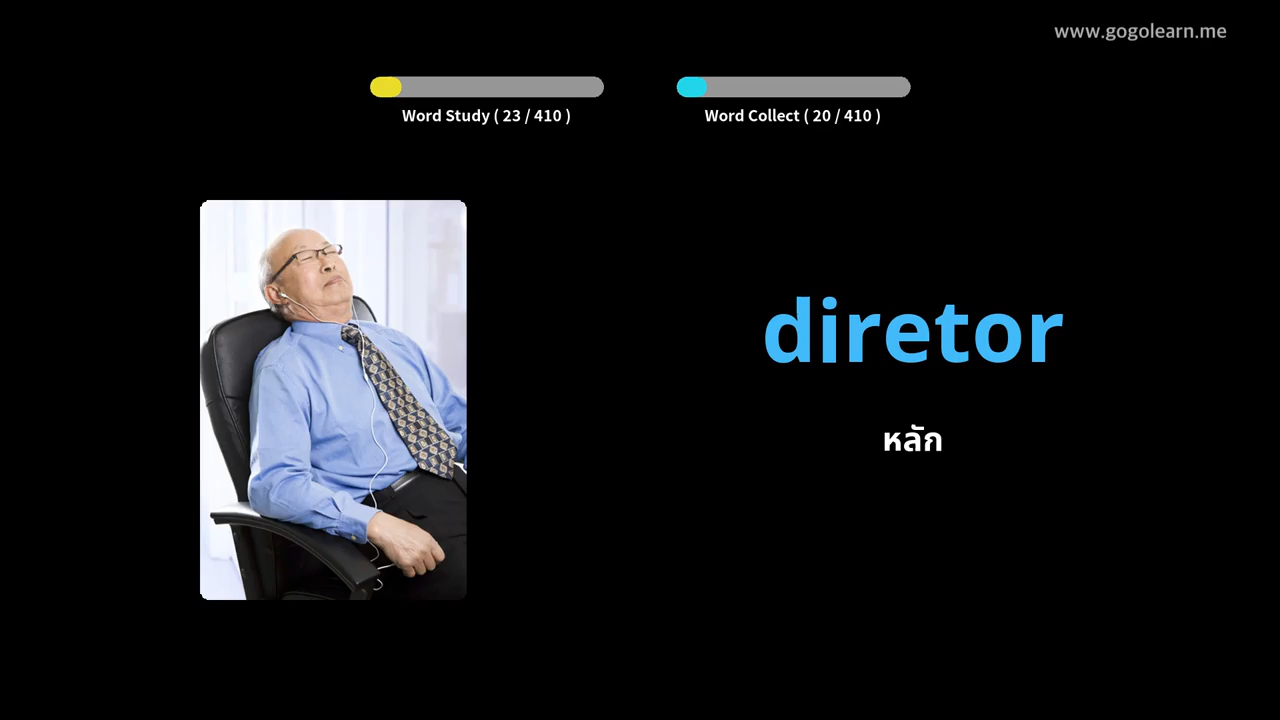 www.gogolearn.me
Word Study ( 23 / 410 )
Word Collect ( 20 / 410 )
diretor
หลัก